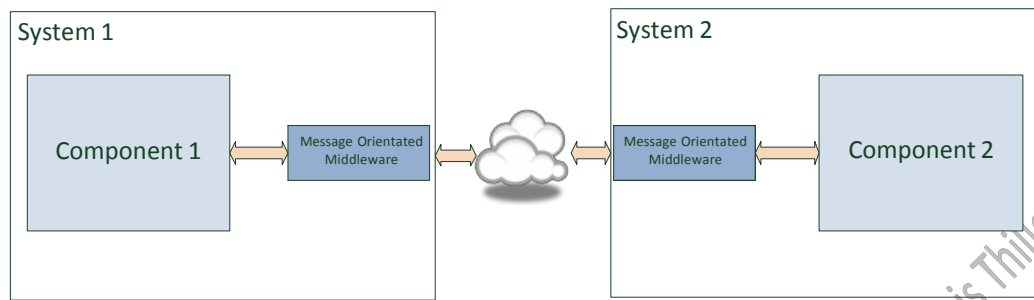 System 1
System 2
Component 1
Message Orientated
Middleware
Message Orientated
Middleware
Component 2